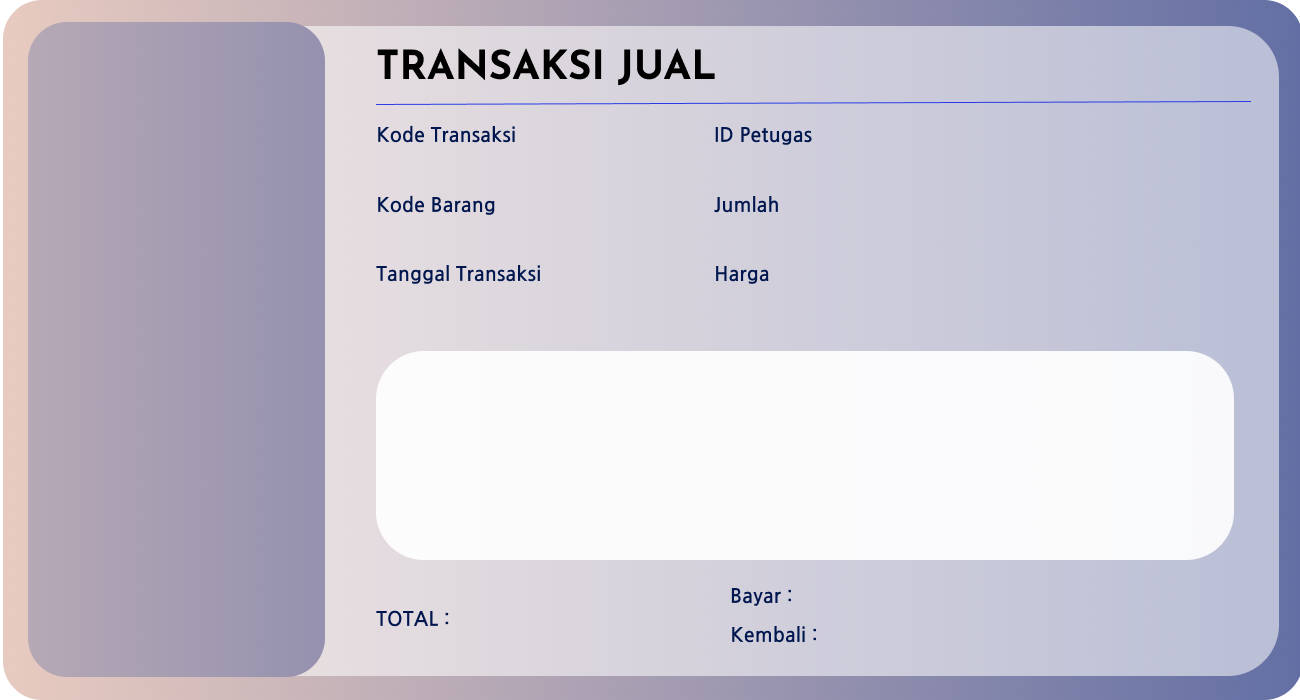 TRANSAKSI JUAL
Kode Transaksi
ID Petugas
Kode Barang
Jumlah
Tanggal Transaksi
Harga
TOTAL :
Bayar :
Kembali :